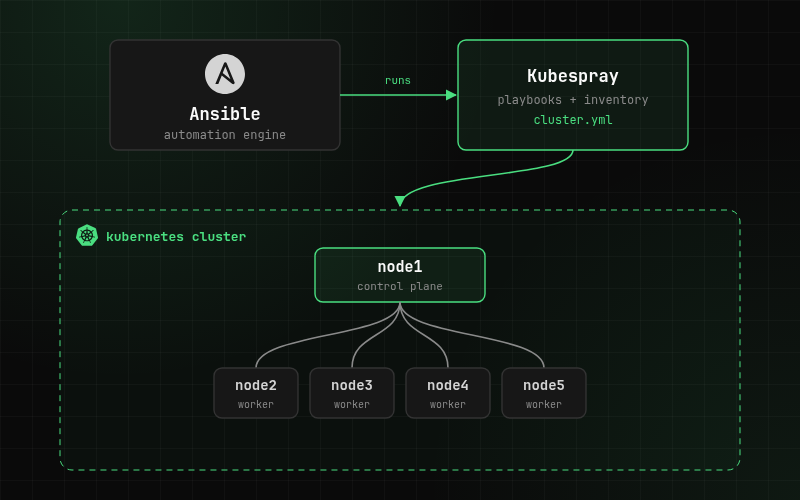 Ansible
automation engine
runs
Kubespray
playbooks + inventory
cluster.yml
kubernetes cluster
node1
control plane
node2
worker
node3
worker
node4
worker
node5
worker